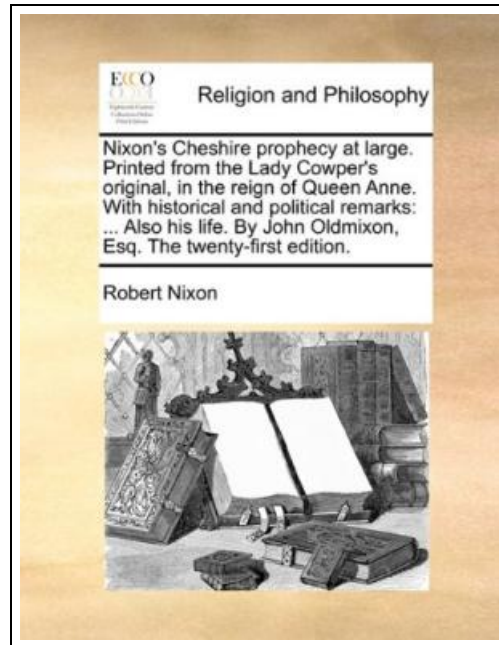 ECCO
Religion and Philosophy
Nixon's Cheshire prophecy at large.
Printed from the Lady Cowper's
original, in the reign of Queen Anne.
With historical and political remarks:
... Also his life. By John Oldmixon,
Esq. The twenty-first edition.
Robert Nixon